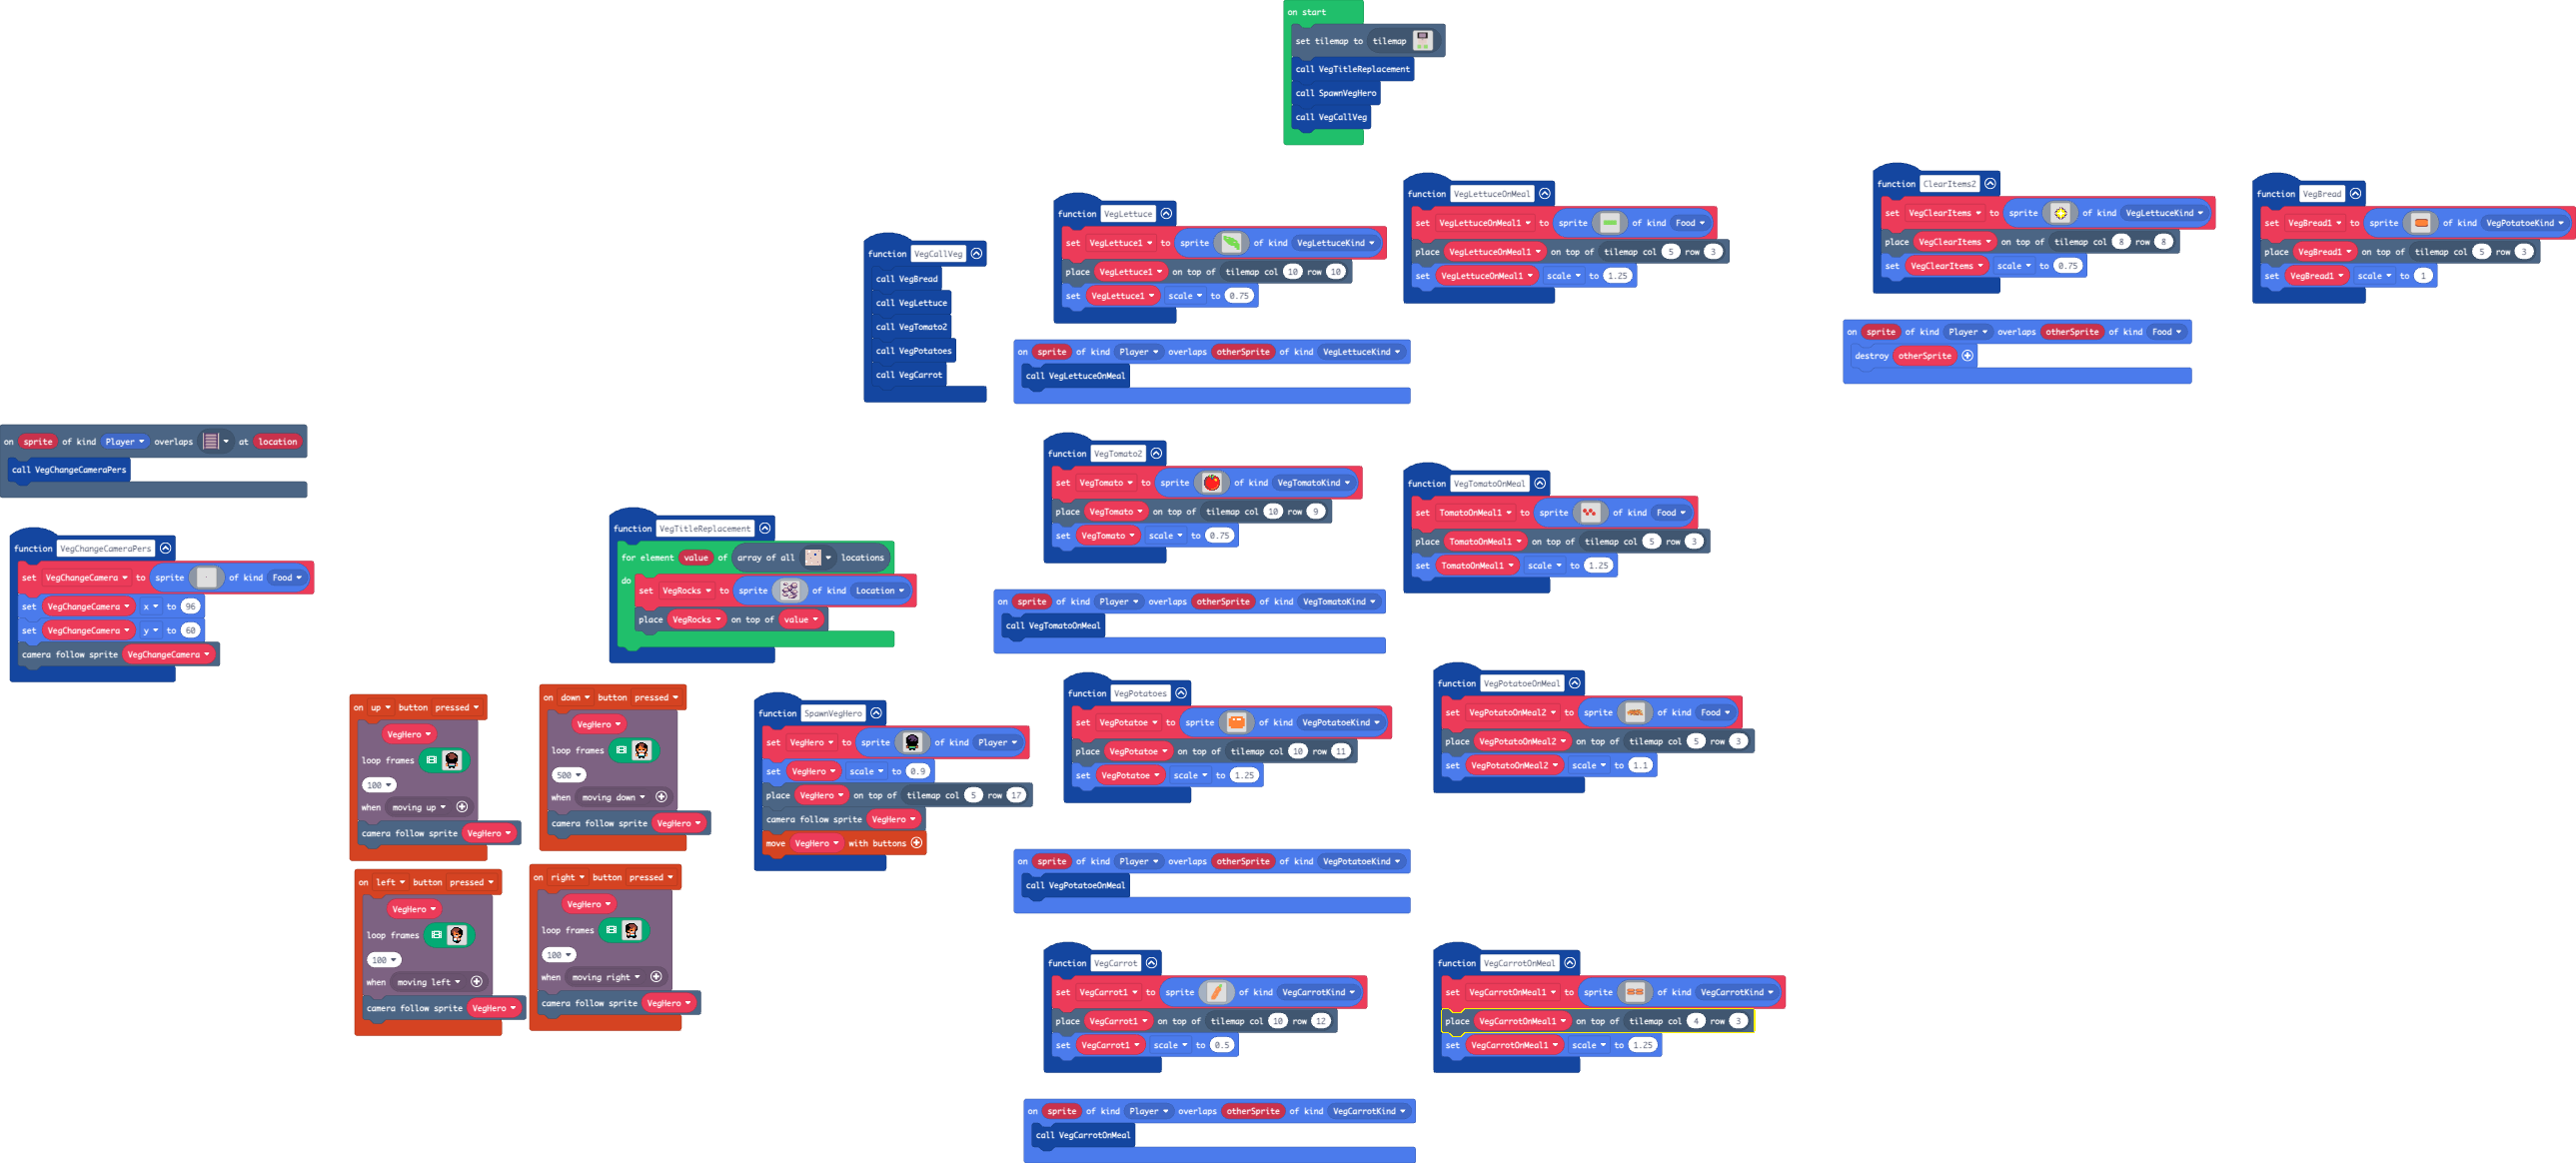 on start
set tilemap to tilemap
call VegTitleReplacement
call SpawnVegHero
call VegCallVeg
function VegCallVeg
call VegBread
call VegLettuce
call VegTomato2
call VegPotatoes
call VegCarrot
function VegLettuce
set VegLettuce1 to sprite of kind VegLettuceKind
place VegLettuce1 on top of tilemap col 10 row 10
set VegLettuce1 scale to 0.75
on sprite of kind Player overlaps otherSprite of kind VegLettuceKind
call VegLettuceOnMeal
function VegLettuceOnMeal
set VegLettuceOnMeal1 to sprite of kind Food
place VegLettuceOnMeal1 on top of tilemap col 5 row 3
set VegLettuceOnMeal1 scale to 1.25
function ClearItems2
set VegClearItems to sprite of kind VegLettuceKind
place VegClearItems on top of tilemap col 8 row 8
set VegClearItems scale to 0.75
on sprite of kind Player overlaps otherSprite of kind Food
destroy otherSprite
function VegBread
set VegBread1 to sprite of kind VegPotatoeKind
place VegBread1 on top of tilemap col 5 row 3
set VegBread1 scale to 1
on sprite of kind Player overlaps at location
call VegChangeCameraPers
function VegChangeCameraPers
set VegChangeCamera to sprite of kind Food
set VegChangeCamera x to 96
set VegChangeCamera y to 60
camera follow sprite VegChangeCamera
function VegTitleReplacement
for element value of array of all locations
do
set VegRocks to sprite of kind Location
place VegRocks on top of value
function VegTomato2
set VegTomato to sprite of kind VegTomatoKind
place VegTomato on top of tilemap col 10 row 9
set VegTomato scale to 0.75
on sprite of kind Player overlaps otherSprite of kind VegTomatoKind
call VegTomatoOnMeal
function VegTomatoOnMeal
set TomatoOnMeal1 to sprite of kind Food
place TomatoOnMeal1 on top of tilemap col 5 row 3
set TomatoOnMeal1 scale to 1.25
on up button pressed
VegHero
loop frames
100
when moving up
camera follow sprite VegHero
on down button pressed
VegHero
loop frames
500
when moving down
camera follow sprite VegHero
on left button pressed
VegHero
loop frames
100
when moving left
camera follow sprite VegHero
on right button pressed
VegHero
loop frames
100
when moving right
camera follow sprite VegHero
function SpawnVegHero
set VegHero to sprite of kind Player
set VegHero scale to 0.9
place VegHero on top of tilemap col 5 row 17
camera follow sprite VegHero
move VegHero with buttons
function VegPotatoes
set VegPotatoe to sprite of kind VegPotatoeKind
place VegPotatoe on top of tilemap col 10 row 11
set VegPotatoe scale to 1.25
on sprite of kind Player overlaps otherSprite of kind VegPotatoeKind
call VegPotatoeOnMeal
function VegPotatoeOnMeal
set VegPotatoOnMeal2 to sprite of kind Food
place VegPotatoOnMeal2 on top of tilemap col 5 row 3
set VegPotatoOnMeal2 scale to 1.1
function VegCarrot
set VegCarrot1 to sprite of kind VegCarrotKind
place VegCarrot1 on top of tilemap col 10 row 12
set VegCarrot1 scale to 0.5
function VegCarrotOnMeal
set VegCarrotOnMeal1 to sprite of kind VegCarrotKind
place VegCarrotOnMeal1 on top of tilemap col 4 row 3
set VegCarrotOnMeal1 scale to 1.25
on sprite of kind Player overlaps otherSprite of kind VegCarrotKind
call VegCarrotOnMeal